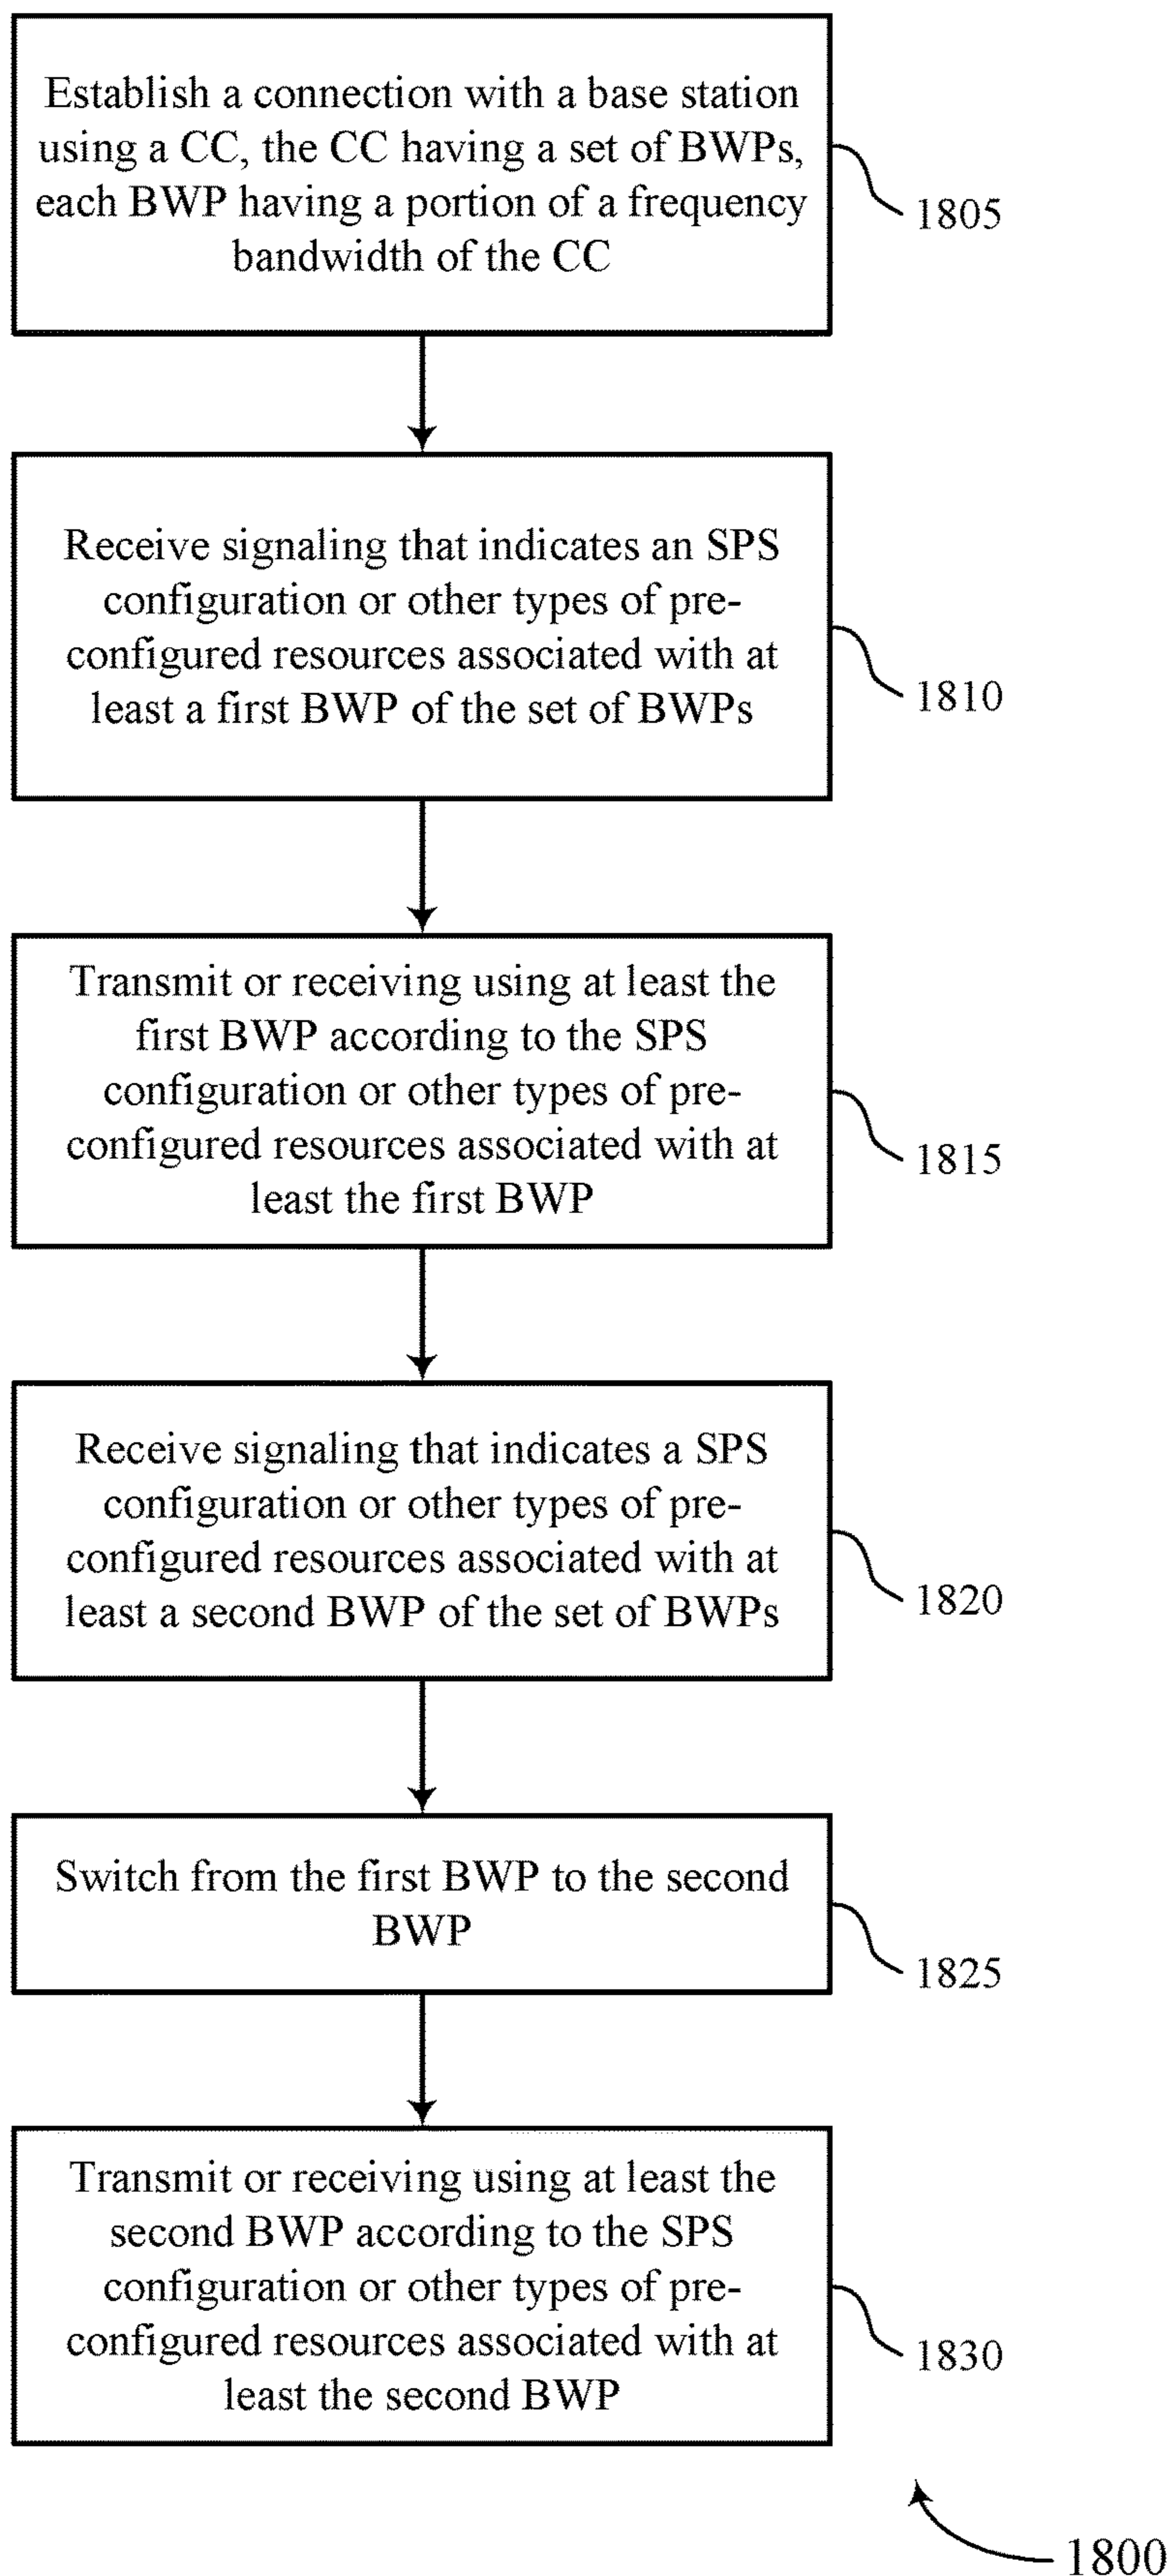 Establish a connection with a base station
using a CC, the CC having a set of BWPs,
each BWP having a portion of a frequency
bandwidth of the CC
1805
Receive signaling that indicates an SPS
configuration or other types of pre-
configured resources associated with at
least a first BWP of the set of BWPs
1810
Transmit or receiving using at least the
first BWP according to the SPS
configuration or other types of pre-
configured resources associated with at
least the first BWP
1815
Receive signaling that indicates a SPS
configuration or other types of pre-
configured resources associated with at
least a second BWP of the set of BWPs
1820
Switch from the first BWP to the second
BWP
1825
Transmit or receiving using at least the
second BWP according to the SPS
configuration or other types of pre-
configured resources associated with at
least the second BWP
1830
1800